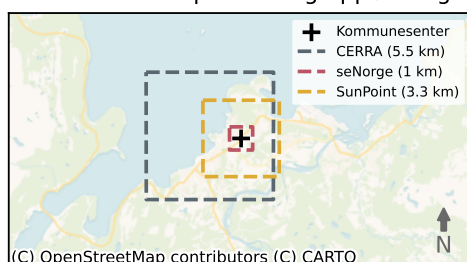 Kommunesenter
CERRA (5.5 km)
seNorge (1 km)
SunPoint (3.3 km)
N
(C) OpenStreetMap contributors (C) CARTO